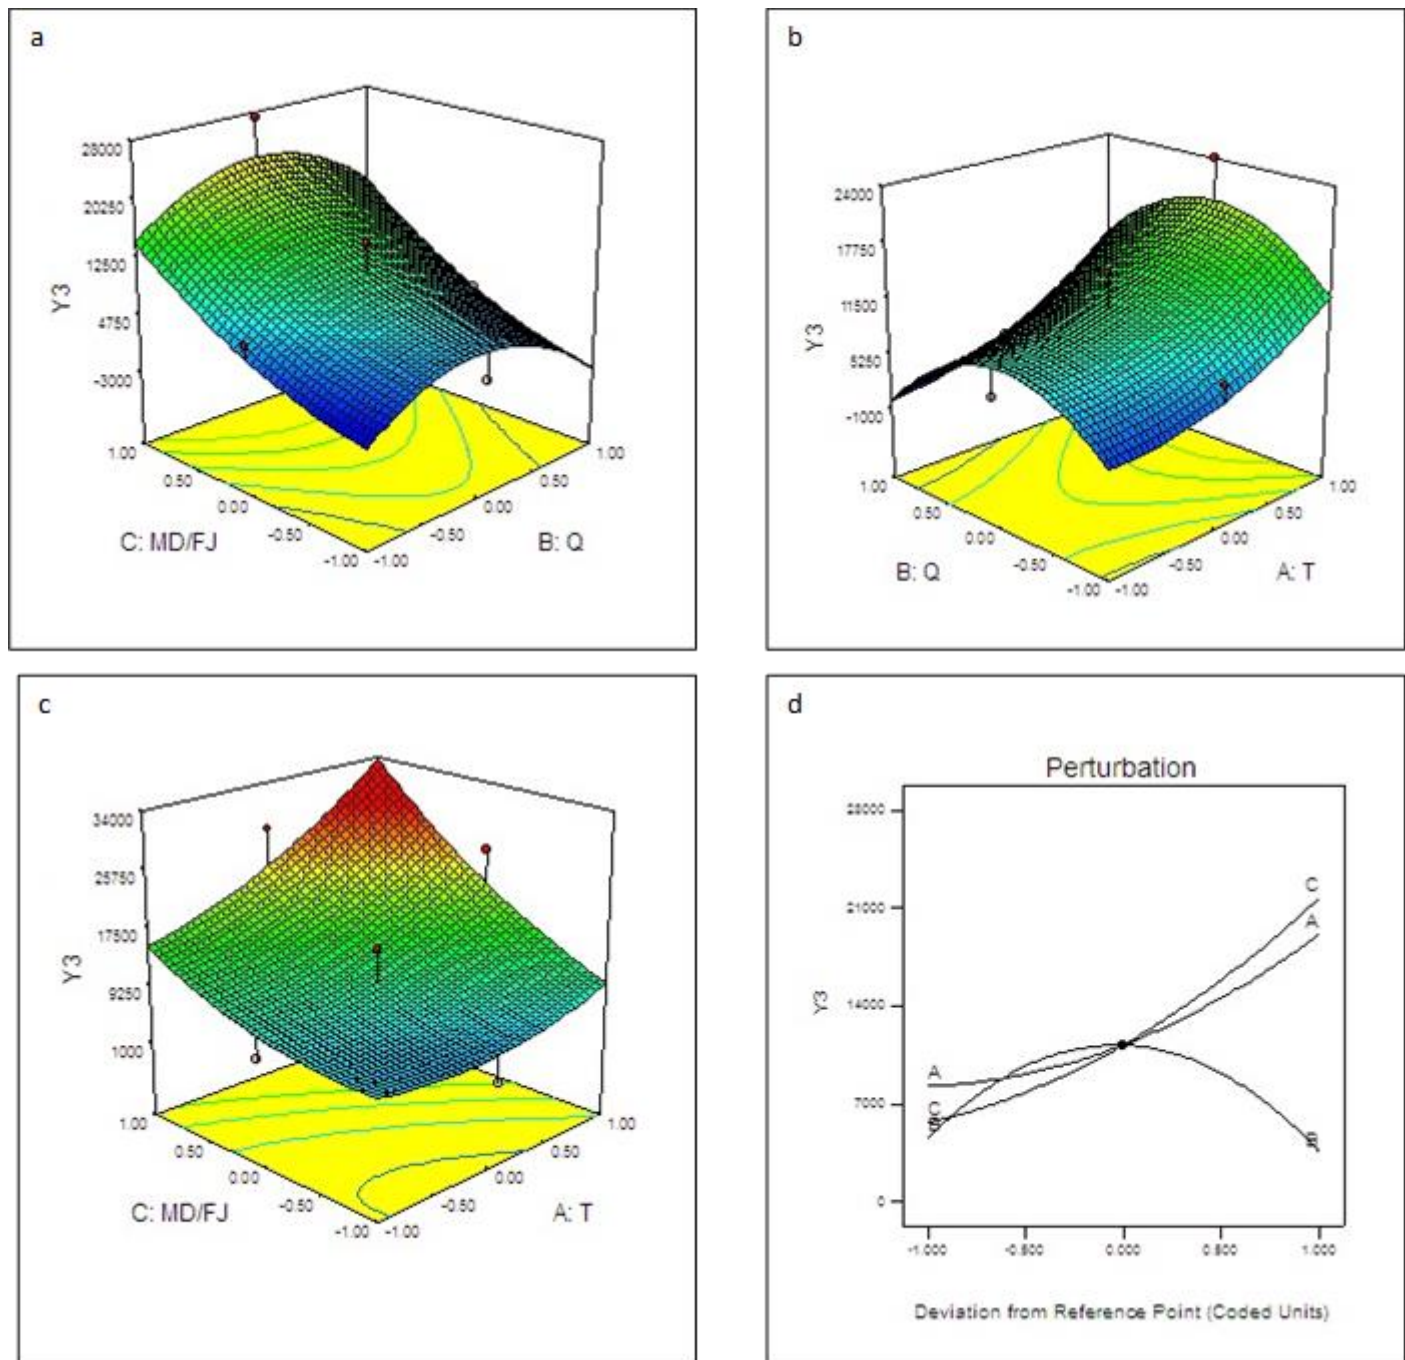 a
28000
20250
12500
4750
-3000
Y3
1.00
0.50
0.00
-0.50
-1.00
C: MD/FJ
-1.00
-0.50
0.00
0.50
1.00
B: Q
b
24000
17750
11500
5250
-1000
Y3
1.00
0.50
0.00
-0.50
-1.00
B: Q
-1.00
-0.50
0.00
0.50
1.00
A: T
c
34000
25750
17500
9250
1000
Y3
1.00
0.50
0.00
-0.50
-1.00
C: MD/FJ
-1.00
-0.50
0.00
0.50
1.00
A: T
d
Perturbation
28000
21000
14000
7000
0
Y3
C
A
A
C
B
B
-1.000
-0.500
0.000
0.500
1.000
Deviation from Reference Point (Coded Units)